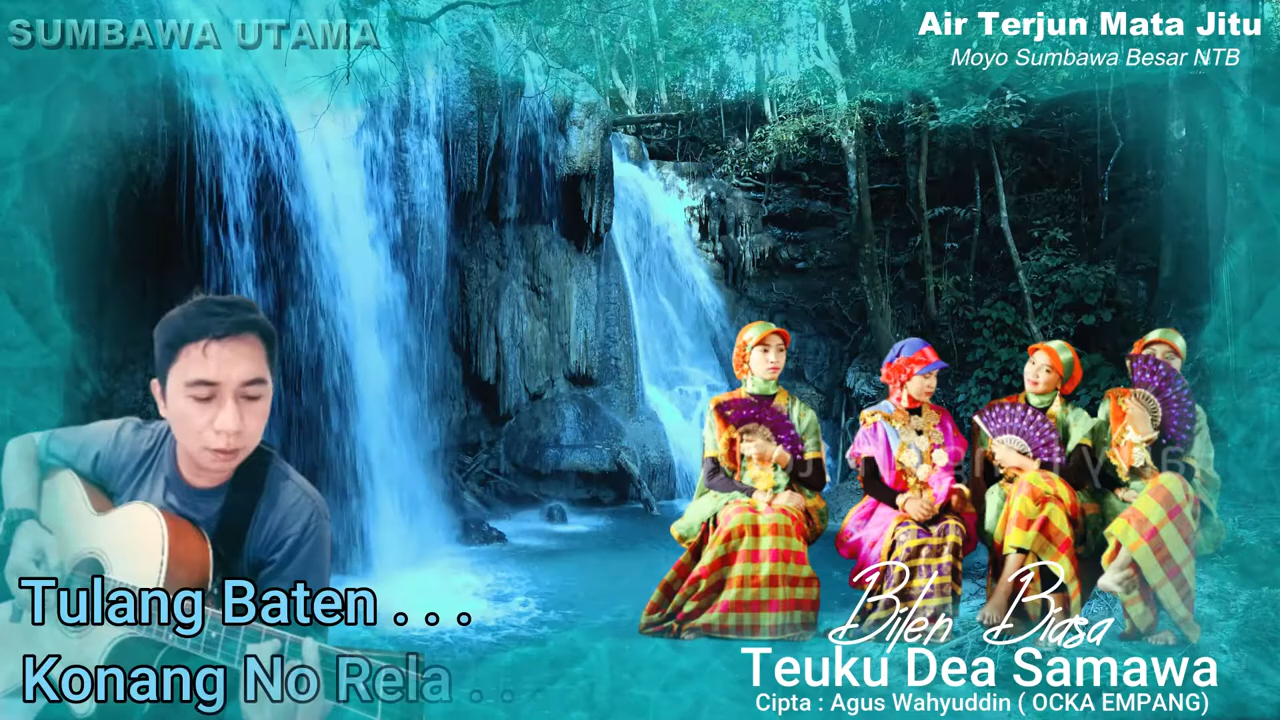 SUMBAWA UTAMA
Air Terjun Mata Jitu
Moyo Sumbawa Besar NTB
Tulang Baten . . .
Konang No Rela . . .
Bilen Biasa
Teuku Dea Samawa
Cipta : Agus Wahyuddin ( OCKA EMPANG)